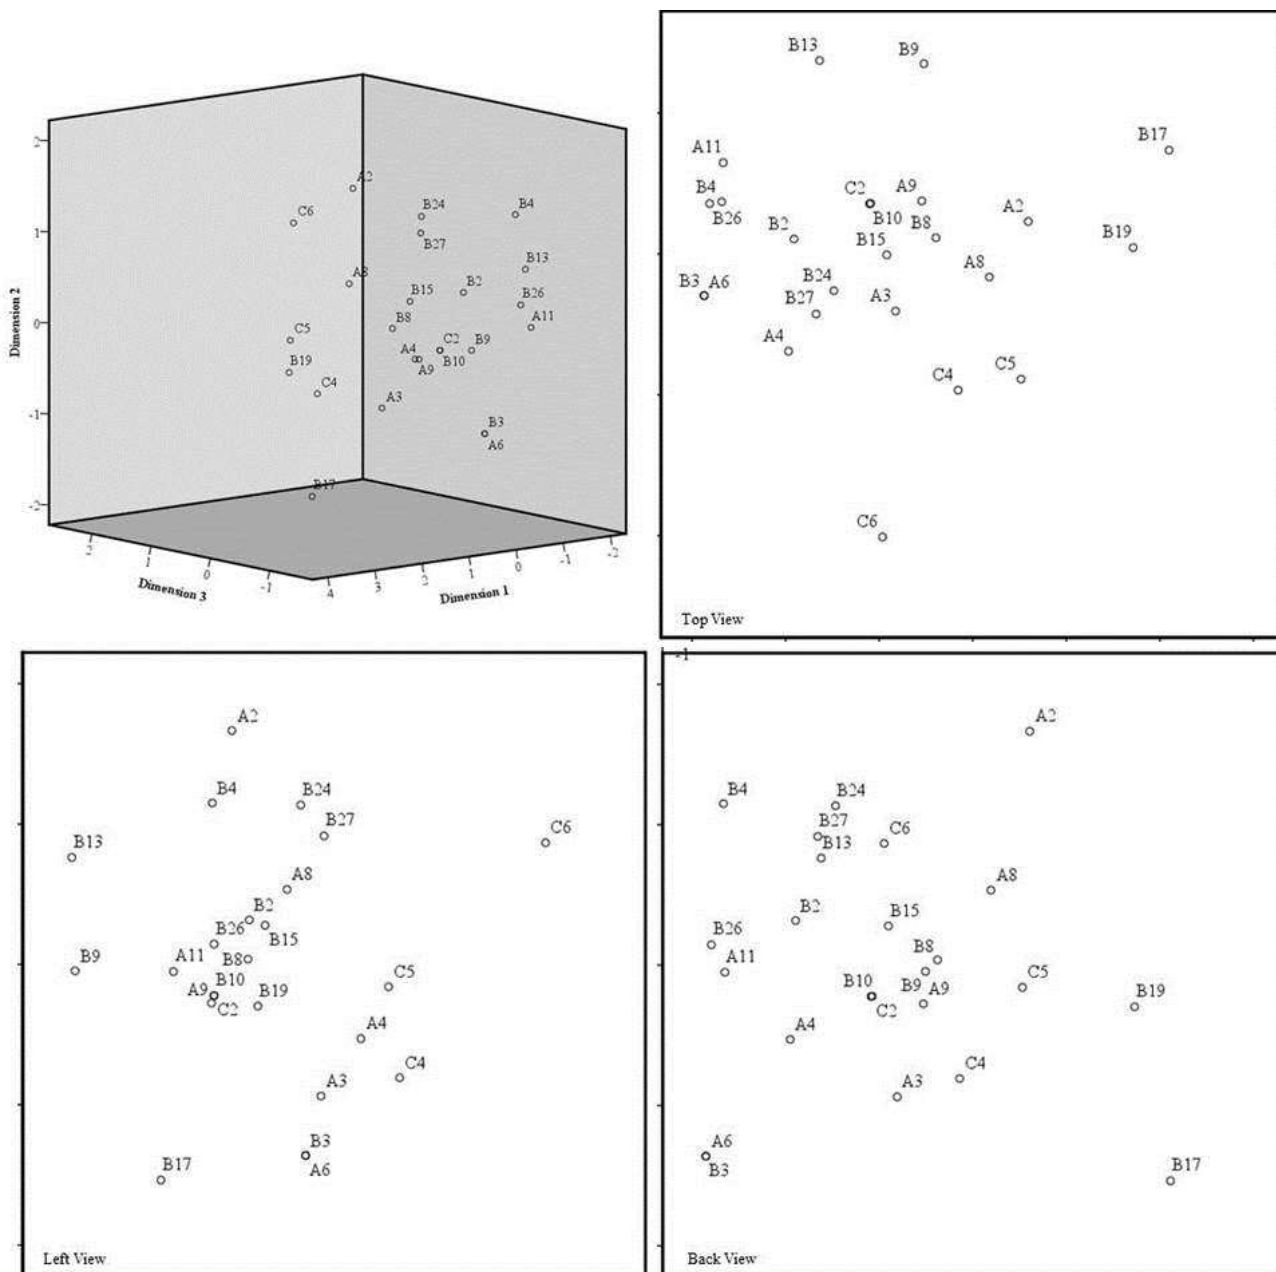 2
1
0
-1
-2
Dimension 2
A2
C6
B24
B4
B27
B13
A8
B2
B15
B26
B8
A11
C5
C2
B9
A4
B10
A9
B19
C4
A3
B3
A6
B17
2
1
0
-1
Dimension 3
4
3
2
1
0
-1
-2
Dimension 1
B13
B9
B17
A11
B4
B26
C2
A9
B10
B8
A2
B2
B15
B19
A8
B3 A6
B24
B27
A3
A4
C4
C5
C6
Top View
A2
B4
B24
B27
C6
B13
A8
B2
B26
B15
B9
A11
B8
B10
C5
A9
C2
B19
A4
C4
A3
B3
A6
B17
Left View
-1
A2
B4
B24
B27
C6
B13
A8
B2
B15
B26
B8
A11
B10
B9
A9
C5
C2
B19
A4
C4
A3
A6
B3
B17
Back View